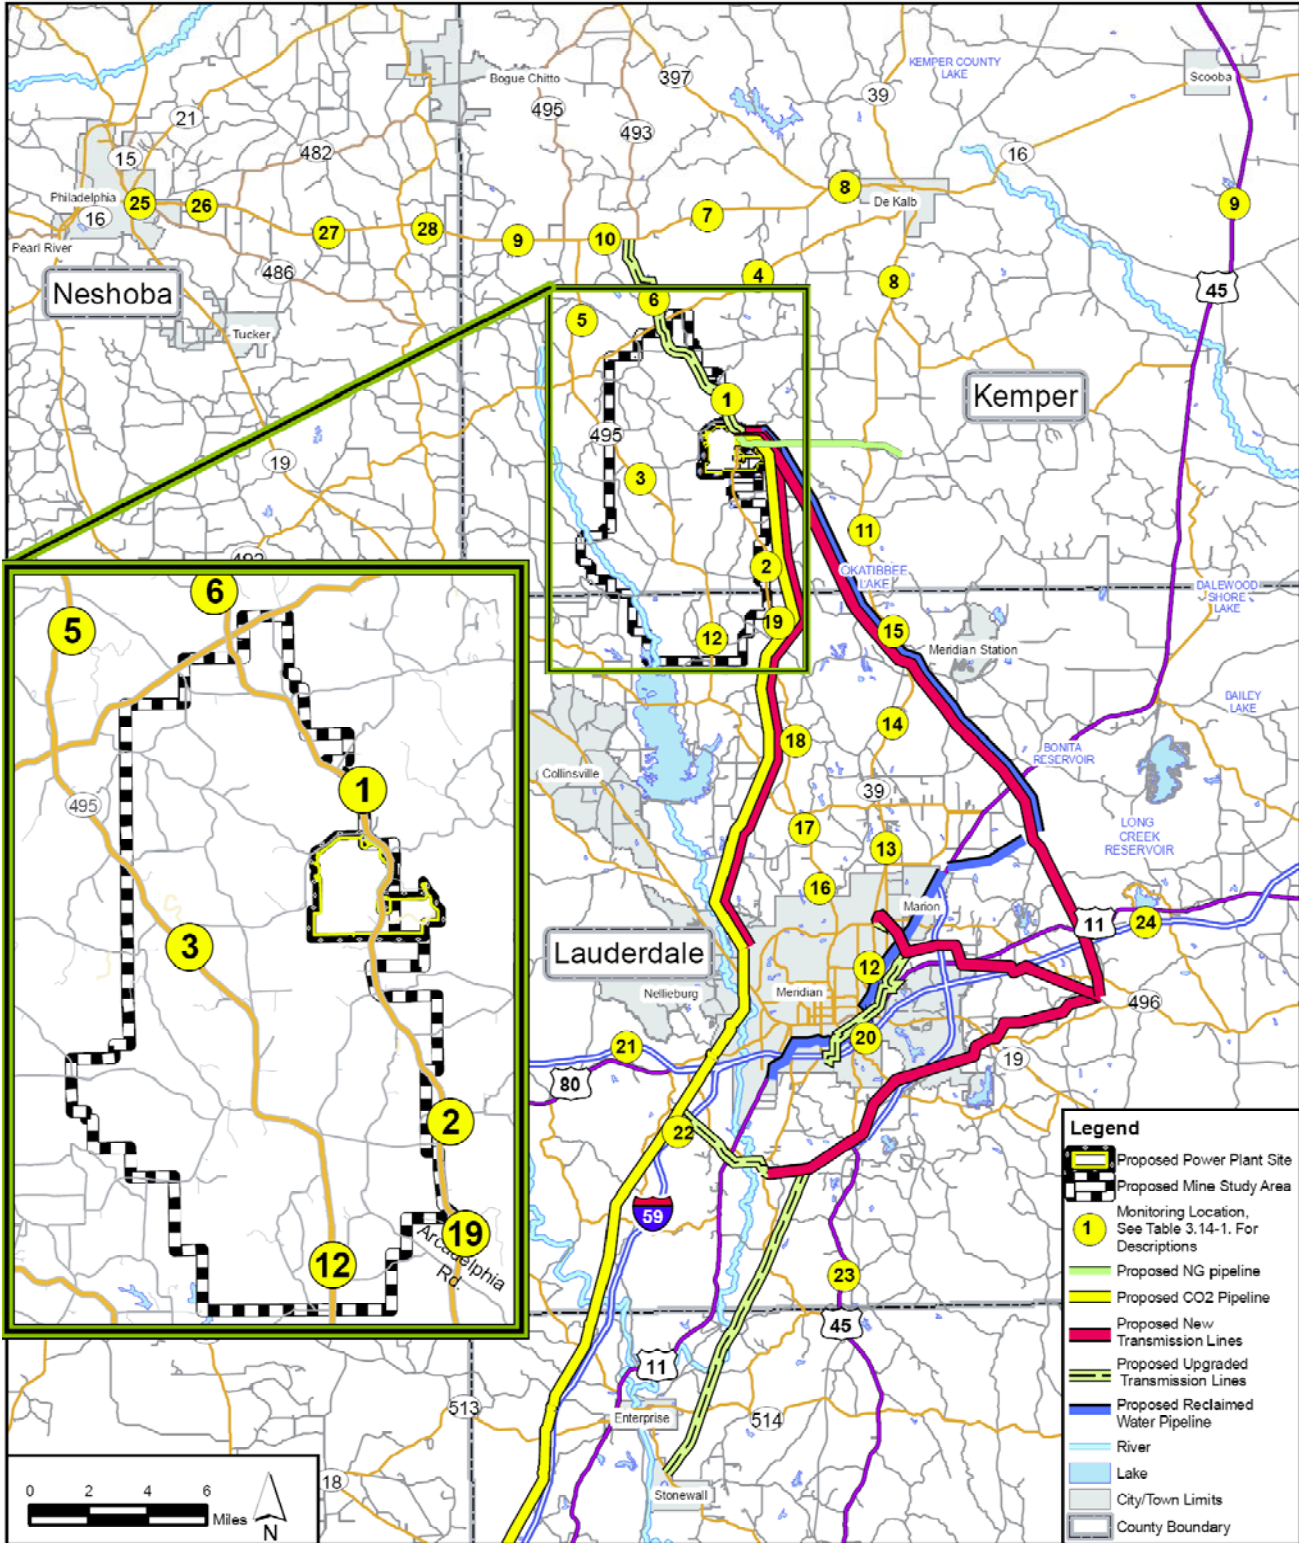 397
KEMPER COUNTY
LAKE
Scooba
Bogue Chitto
39
495
21
493
16
482
15
Philadelphia
25
26
16
8
De Kalb
9
7
27
28
9
10
Pearl River
486
4
8
45
Neshoba
6
5
Tucker
Kemper
1
495
19
3
11
2
OKATIBBEE
LAKE
DALEWOOD
SHORE
LAKE
19
12
15
Meridian Station
BAILEY
LAKE
14
18
BONITA
RESERVOIR
Collinsville
39
17
13
LONG
CREEK
RESERVOIR
16
Marion
11
24
Lauderdale
12
Nellieburg
Meridian
496
20
21
19
80
22
59
23
45
11
513
514
Enterprise
18
Stonewall
6
5
1
495
3
2
19
12
Arcadelphia
Rd.
Legend
Proposed Power Plant Site
Proposed Mine Study Area
1
Monitoring Location,
See Table 3.14-1. For
Descriptions
Proposed NG pipeline
Proposed CO2 Pipeline
Proposed New
Transmission Lines
Proposed Upgraded
Transmission Lines
Proposed Reclaimed
Water Pipeline
River
Lake
City/Town Limits
County Boundary
0 2 4 6
Miles
N